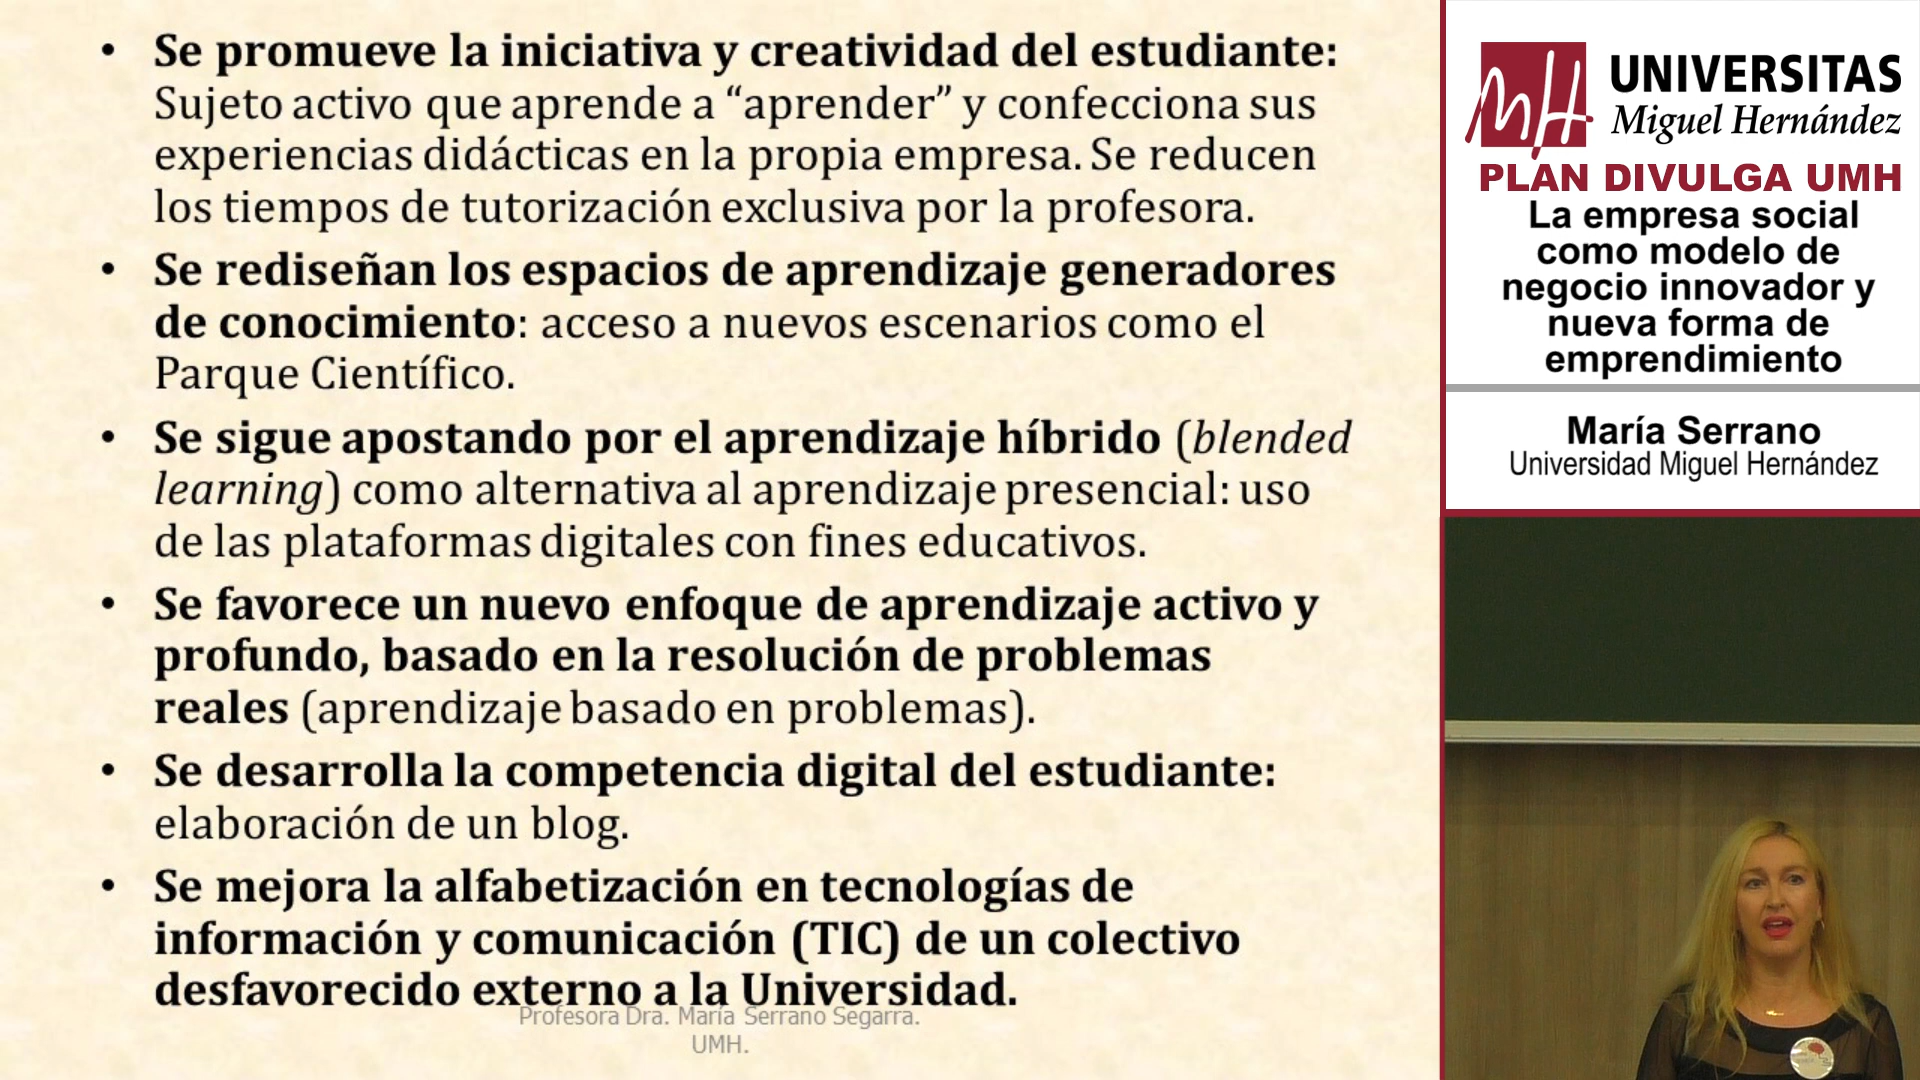 • Se promueve la iniciativa y creatividad del estudiante:
Sujeto activo que aprende a “aprender” y confecciona sus
experiencias didácticas en la propia empresa. Se reducen
los tiempos de tutorización exclusiva por la profesora.
• Se rediseñan los espacios de aprendizaje generadores
de conocimiento: acceso a nuevos escenarios como el
Parque Científico.
• Se sigue apostando por el aprendizaje híbrido (blended
learning) como alternativa al aprendizaje presencial: uso
de las plataformas digitales con fines educativos.
• Se favorece un nuevo enfoque de aprendizaje activo y
profundo, basado en la resolución de problemas
reales (aprendizaje basado en problemas).
• Se desarrolla la competencia digital del estudiante:
elaboración de un blog.
• Se mejora la alfabetización en tecnologías de
información y comunicación (TIC) de un colectivo
desfavorecido externo a la Universidad.
Profesora Dra. María Serrano Segarra.
UMH.
mH
UNIVERSITAS
Miguel Hernández
PLAN DIVULGA UMH
La empresa social
como modelo de
negocio innovador y
nueva forma de
emprendimiento
María Serrano
Universidad Miguel Hernández